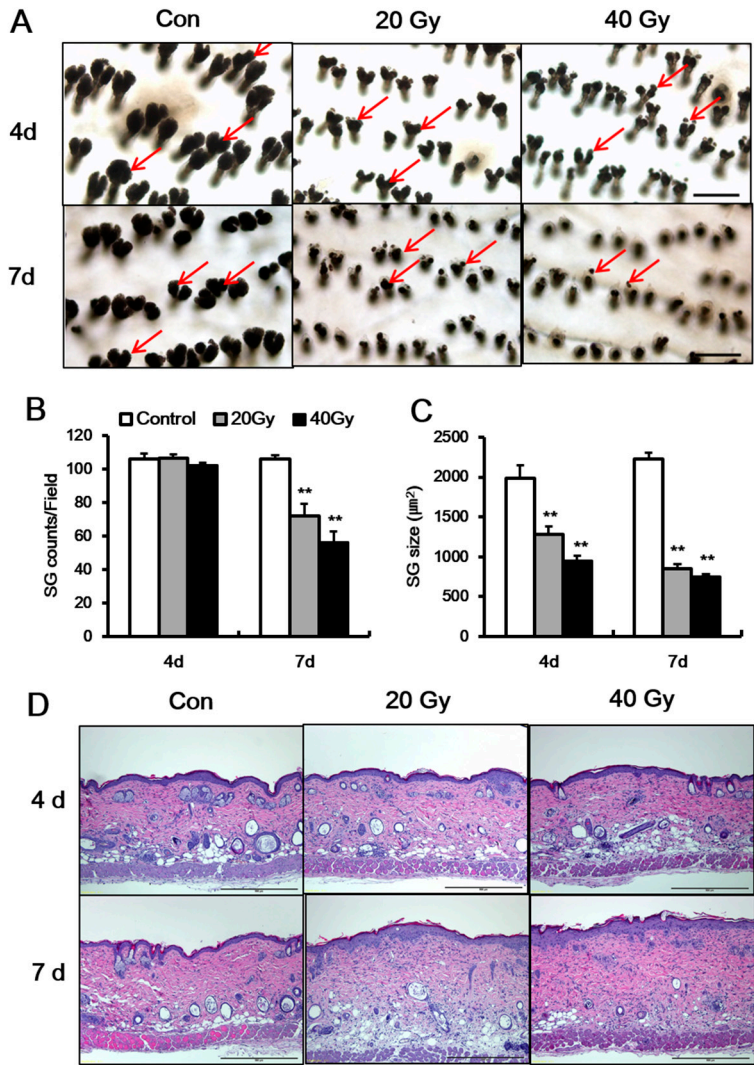 A
Con
20 Gy
40 Gy
4d
7d
B
Control
20Gy
40Gy
SG counts/Field
120
100
80
60
40
20
0
**
**
4d
7d
C
SG size (µm²)
2500
2000
1500
1000
500
0
**
**
**
**
4d
7d
D
Con
20 Gy
40 Gy
4 d
7 d